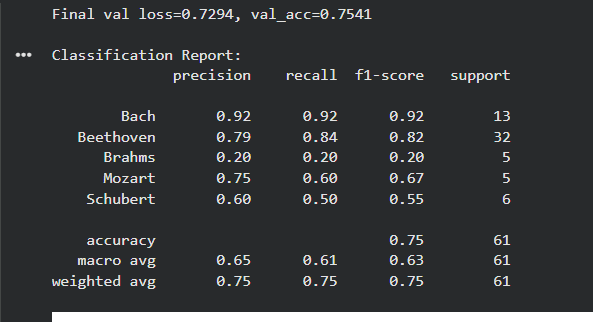 Final val loss=0.7294, val_acc=0.7541
Classification Report:
precision recall f1-score support
Bach 0.92 0.92 0.92 13
Beethoven 0.79 0.84 0.82 32
Brahms 0.20 0.20 0.20 5
Mozart 0.75 0.60 0.67 5
Schubert 0.60 0.50 0.55 6
accuracy 0.75 61
macro avg 0.65 0.61 0.63 61
weighted avg 0.75 0.75 0.75 61